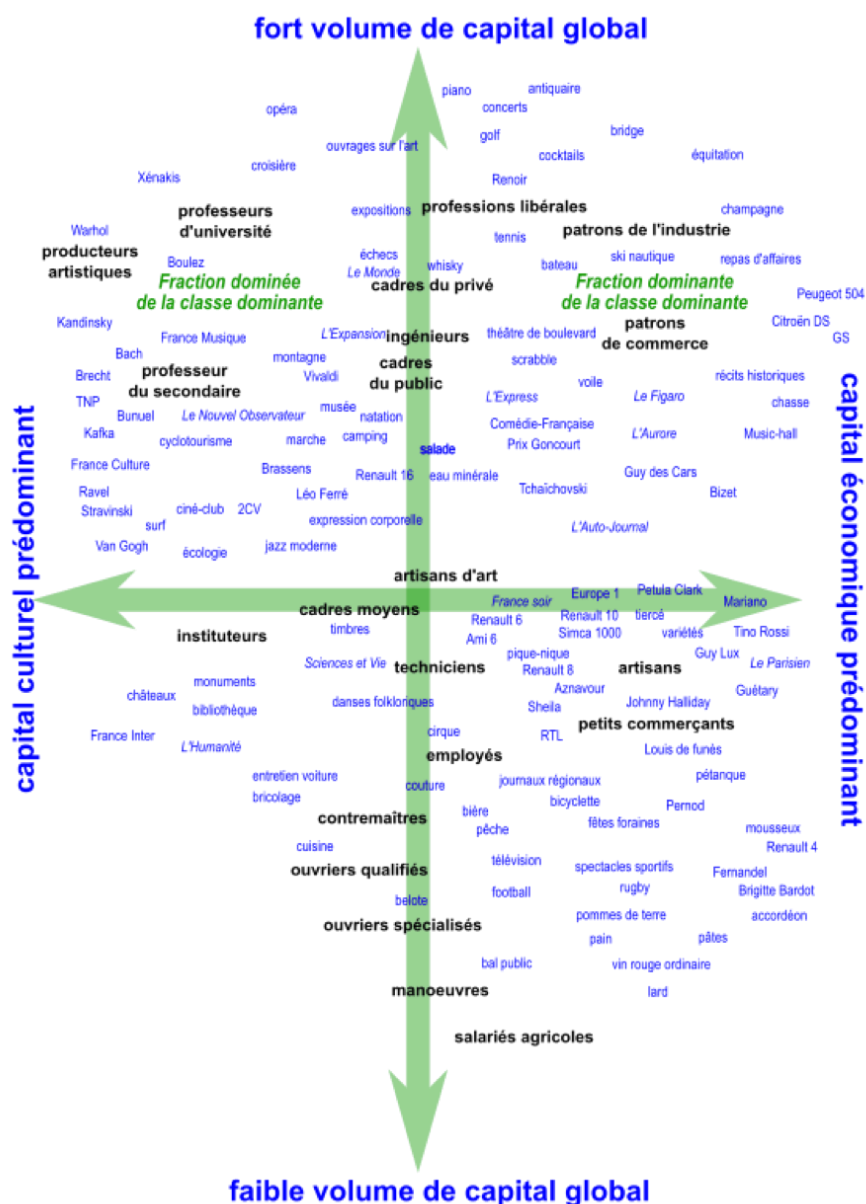 fort volume de capital global
piano
antiquaire
opéra
concerts
golf
bridge
ouvrages sur l'art
cocktails
équitation
croisière
Xénakis
Renoir
professeurs
d'université
expositions
professions libérales
champagne
Warhol
patrons de l'industrie
producteurs
artistiques
tennis
échecs
ski nautique
repas d'affaires
Boulez
Le Monde
whisky
bateau
cadres du privé
Fraction dominée
de la classe dominante
Fraction dominante
de la classe dominante
Peugeot 504
Kandinsky
Citroën DS
France Musique
L'Expansion
ingénieurs
théâtre de boulevard
patrons
de commerce
GS
Bach
montagne
scrabble
cadres
du public
Brecht
professeur
du secondaire
Vivaldi
voile
récits historiques
TNP
L'Express
Le Figaro
chasse
Bunuel
Le Nouvel Observateur
musée
natation
Comédie-Française
Kafka
cyclotourisme
marche
camping
salade
Prix Goncourt
L'Aurore
Music-hall
France Culture
Brassens
Renault 16
eau minérale
Guy des Cars
Ravel
Léo Ferré
Tchaïchovski
Bizet
Stravinski
ciné-club
2CV
surf
expression corporelle
L'Auto-Journal
Van Gogh
écologie
jazz moderne
capital culturel prédominant
capital économique prédominant
artisans d'art
France soir
Europe 1
Petula Clark
Mariano
cadres moyens
Renault 6
Renault 10
tiercé
instituteurs
timbres
Ami 6
Simca 1000
variétés
Tino Rossi
pique-nique
Guy Lux
Sciences et Vie
techniciens
Renault 8
artisans
Le Parisien
monuments
Aznavour
Guétary
châteaux
danses folkloriques
Sheila
Johnny Halliday
bibliothèque
petits commerçants
France Inter
cirque
RTL
L'Humanité
employés
Louis de funés
entretien voiture
couture
journaux régionaux
pétanque
bricolage
bicyclette
Pernod
contremaîtres
bière
fêtes foraines
pêche
mousseux
cuisine
Renault 4
télévision
ouvriers qualifiés
spectacles sportifs
Fernandel
football
rugby
Brigitte Bardot
belote
ouvriers spécialisés
pommes de terre
accordéon
pain
pâtes
bal public
vin rouge ordinaire
manoeuvres
lard
salariés agricoles
faible volume de capital global